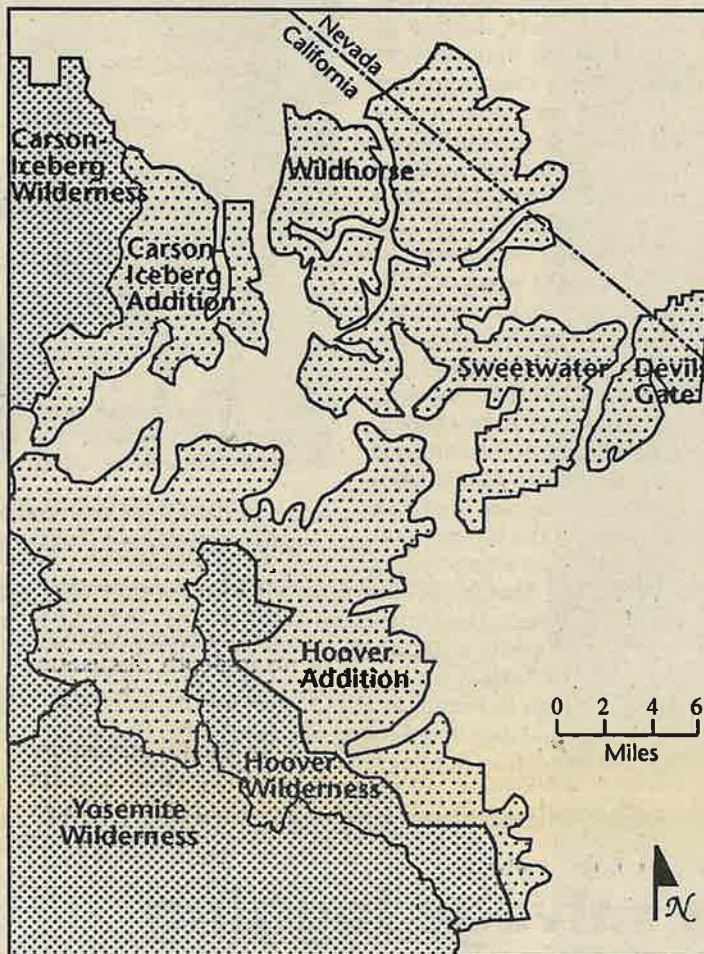 Nevada
California
Carson-
Iceberg
Wilderness
Wildhorse
Carson
Iceberg
Addition
Sweetwater
Devils
Gate
Hoover
Addition
0 2 4 6
Miles
Hoover
Wilderness
Yosemite
Wilderness
N